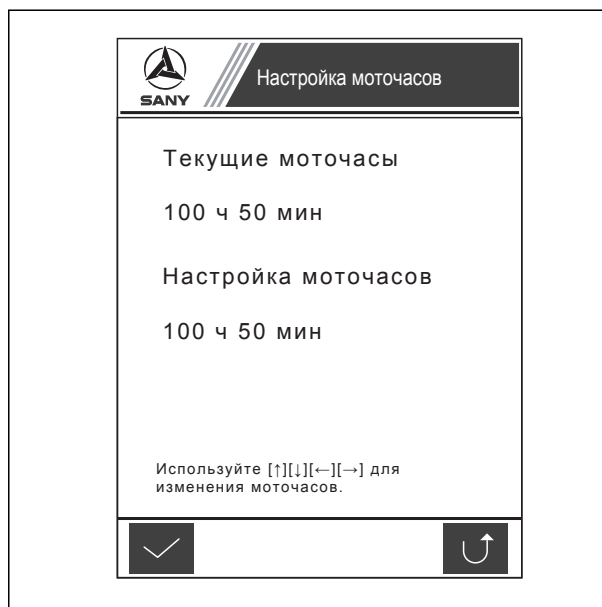 SANY
Настройка моточасов
Текущие моточасы
100 ч 50 мин
Настройка моточасов
100 ч 50 мин
Используйте [↑][↓][←][→] для
изменения моточасов.